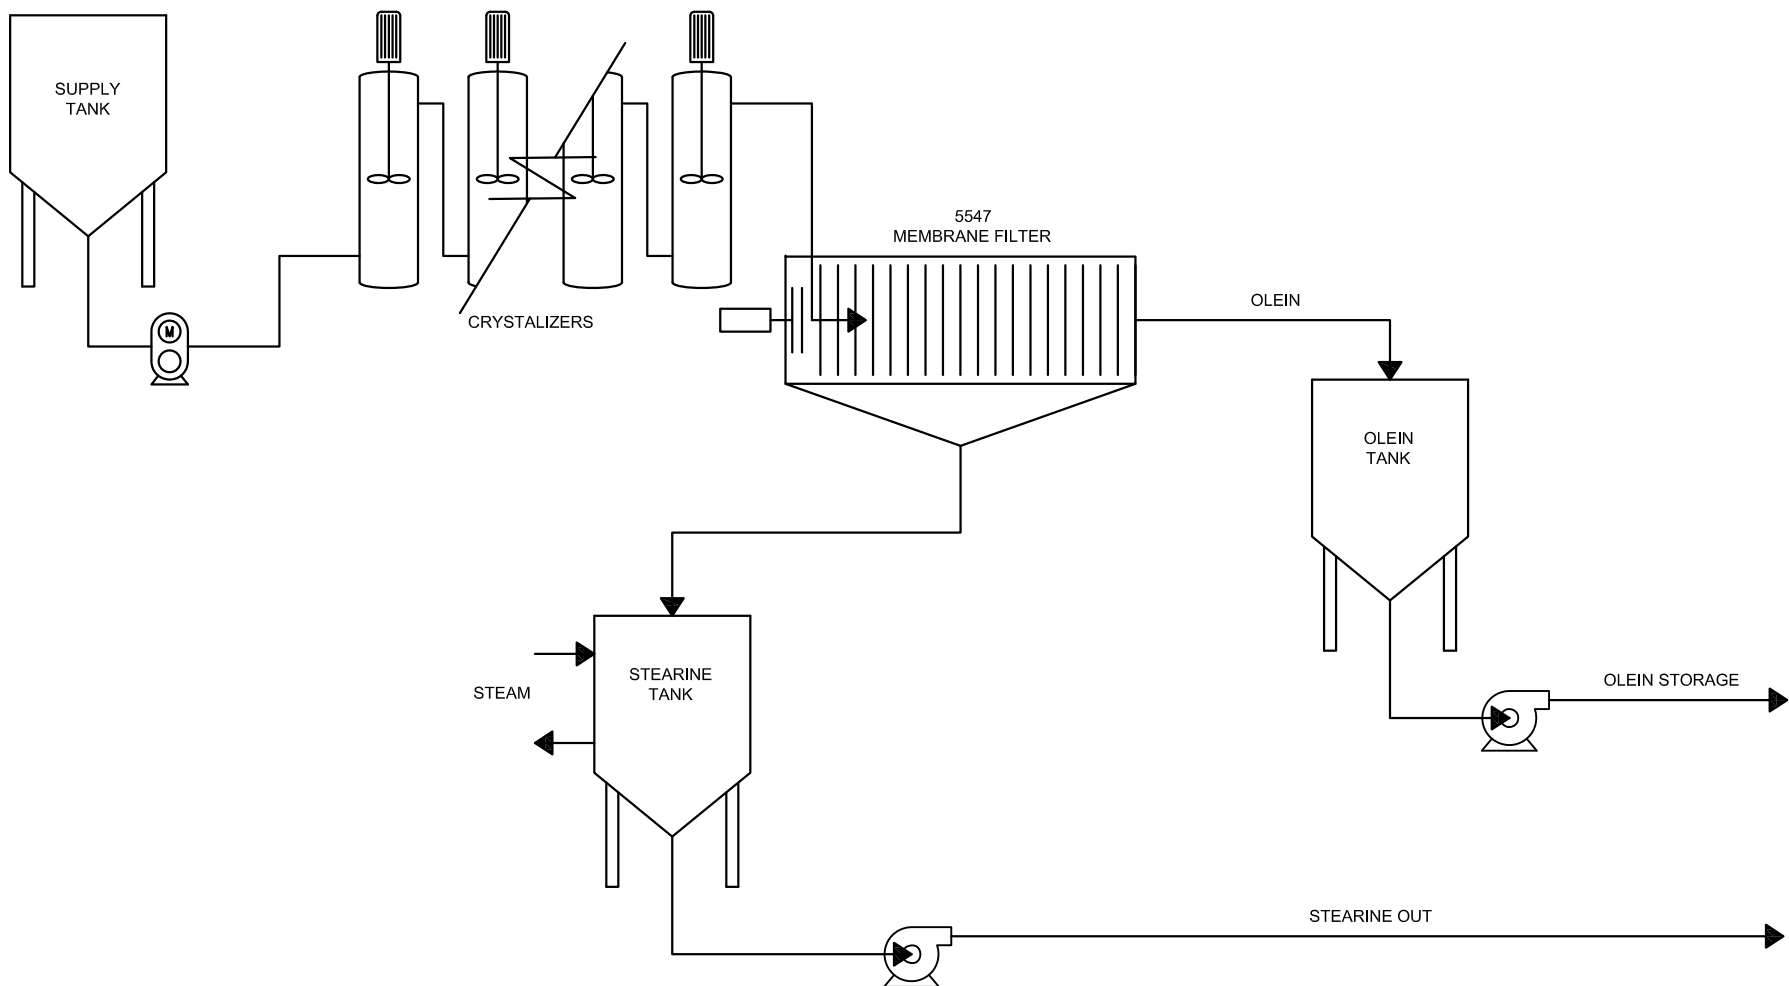 SUPPLY
TANK
M
CRYSTALIZERS
5547
MEMBRANE FILTER
OLEIN
OLEIN
TANK
STEAM
STEARINE
TANK
OLEIN STORAGE
STEARINE OUT